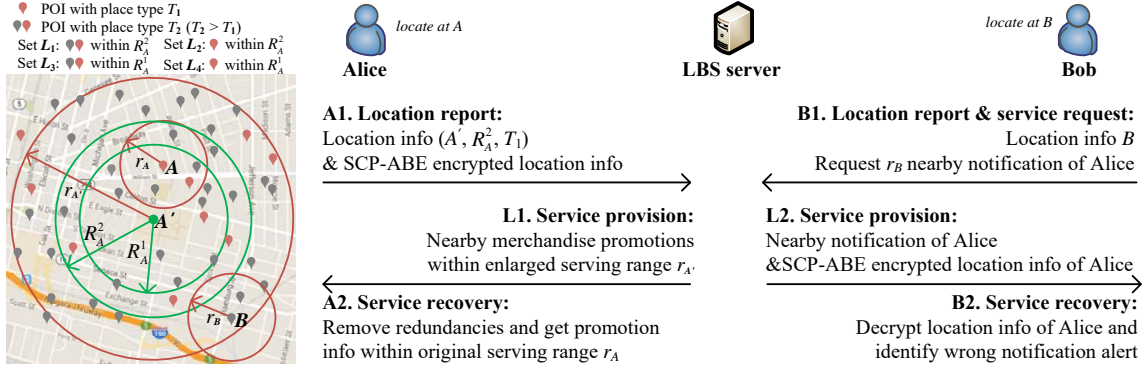 POI with place type T₁
POI with place type T₂ (T₂ > T₁)
Set L₁: within R_A^2 Set L₂: within R_A^2
Set L₃: within R_A^1 Set L₄: within R_A^1
r_A
A
r_A'
A'
R_A^2
R_A^1
r_B
B
E Eagle St
Exchange St
locate at A
Alice
LBS server
locate at B
Bob
A1. Location report:
Location info (A', R_A^2, T₁)
& SCP-ABE encrypted location info
B1. Location report & service request:
Location info B
Request r_B nearby notification of Alice
L1. Service provision:
Nearby merchandise promotions
within enlarged serving range r_A'
L2. Service provision:
Nearby notification of Alice
&SCP-ABE encrypted location info of Alice
A2. Service recovery:
Remove redundancies and get promotion
info within original serving range r_A
B2. Service recovery:
Decrypt location info of Alice and
identify wrong notification alert